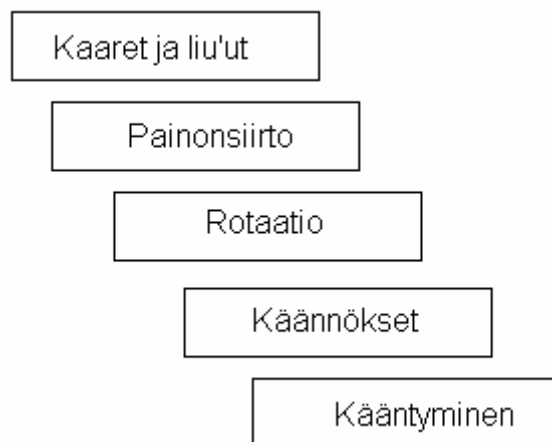 Kaaret ja liu'ut
Painonsiirto
Rotaatio
Käännökset
Kääntyminen